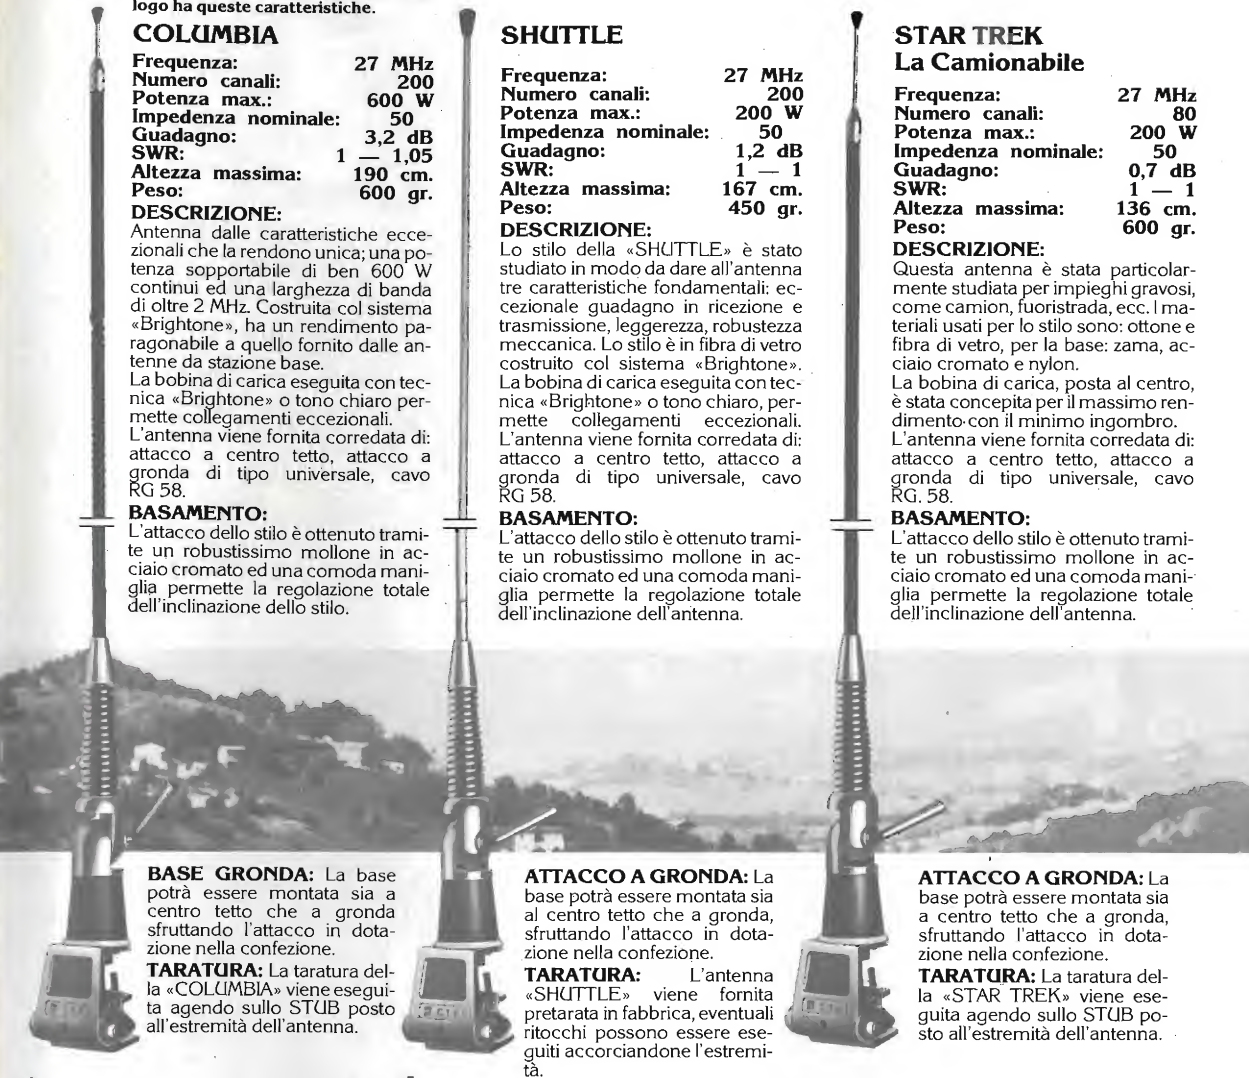 logo ha queste caratteristiche.
COLUMBIA
Frequenza: 27 MHz
Numero canali: 200
Potenza max.: 600 W
Impedenza nominale: 50
Guadagno: 3,2 dB
SWR: 1 — 1,05
Altezza massima: 190 cm.
Peso: 600 gr.
DESCRIZIONE:
Antenna dalle caratteristiche ecce-
zionali che la rendono unica; una po-
tenza sopportabile di ben 600 W
continui ed una larghezza di banda
di oltre 2 MHz. Costruita col sistema
«Brightone», ha un rendimento pa-
ragonabile a quello fornito dalle an-
tenne da stazione base.
La bobina di carica eseguita con tec-
nica «Brightone» o tono chiaro per-
mette collegamenti eccezionali.
L'antenna viene fornita corredata di:
attacco a centro tetto, attacco a
gronda di tipo universale, cavo
RG 58.
BASAMENTO:
L'attacco dello stilo è ottenuto trami-
te un robustissimo mollone in ac-
ciaio cromato ed una comoda mani-
glia permette la regolazione totale
dell'inclinazione dello stilo.
BASE GRONDA: La base
potrà essere montata sia a
centro tetto che a gronda
sfruttando l'attacco in dota-
zione nella confezione.
TARATURA: La taratura del-
la «COLUMBIA» viene esegui-
ta agendo sullo STUB posto
all'estremità dell'antenna.
SHUTTLE
Frequenza: 27 MHz
Numero canali: 200
Potenza max.: 200 W
Impedenza nominale: 50
Guadagno: 1,2 dB
SWR: 1 — 1
Altezza massima: 167 cm.
Peso: 450 gr.
DESCRIZIONE:
Lo stilo della «SHUTTLE» è stato
studiato in modo da dare all'antenna
tre caratteristiche fondamentali: ec-
cezionale guadagno in ricezione e
trasmissione, leggerezza, robustezza
meccanica. Lo stilo è in fibra di vetro
costruito col sistema «Brightone».
La bobina di carica eseguita con tec-
nica «Brightone» o tono chiaro, per-
mette collegamenti eccezionali.
L'antenna viene fornita corredata di:
attacco a centro tetto, attacco a
gronda di tipo universale, cavo
RG 58.
BASAMENTO:
L'attacco dello stilo è ottenuto trami-
te un robustissimo mollone in ac-
ciaio cromato ed una comoda mani-
glia permette la regolazione totale
dell'inclinazione dell'antenna.
ATTACCO A GRONDA: La
base potrà essere montata sia
al centro tetto che a gronda,
sfruttando l'attacco in dota-
zione nella confezione.
TARATURA: L'antenna
«SHUTTLE» viene fornita
pretarata in fabbrica, eventuali
ritocchi possono essere ese-
guiti accorciandone l'estremi-
tà.
STAR TREK
La Camionabile
Frequenza: 27 MHz
Numero canali: 80
Potenza max.: 200 W
Impedenza nominale: 50
Guadagno: 0,7 dB
SWR: 1 — 1
Altezza massima: 136 cm.
Peso: 600 gr.
DESCRIZIONE:
Questa antenna è stata particolar-
mente studiata per impieghi gravosi,
come camion, fuoristrada, ecc. I ma-
teriali usati per lo stilo sono: ottone e
fibra di vetro, per la base: zama, ac-
ciaio cromato e nylon.
La bobina di carica, posta al centro,
è stata concepita per il massimo ren-
dimento con il minimo ingombro.
L'antenna viene fornita corredata di:
attacco a centro tetto, attacco a
gronda di tipo universale, cavo
RG. 58.
BASAMENTO:
L'attacco dello stilo è ottenuto trami-
te un robustissimo mollone in ac-
ciaio cromato ed una comoda mani-
glia permette la regolazione totale
dell'inclinazione dell'antenna.
ATTACCO A GRONDA: La
base potrà essere montata sia
a centro tetto che a gronda,
sfruttando l'attacco in dota-
zione nella confezione.
TARATURA: La taratura del-
la «STAR TREK» viene ese-
guita agendo sullo STUB po-
sto all'estremità dell'antenna.